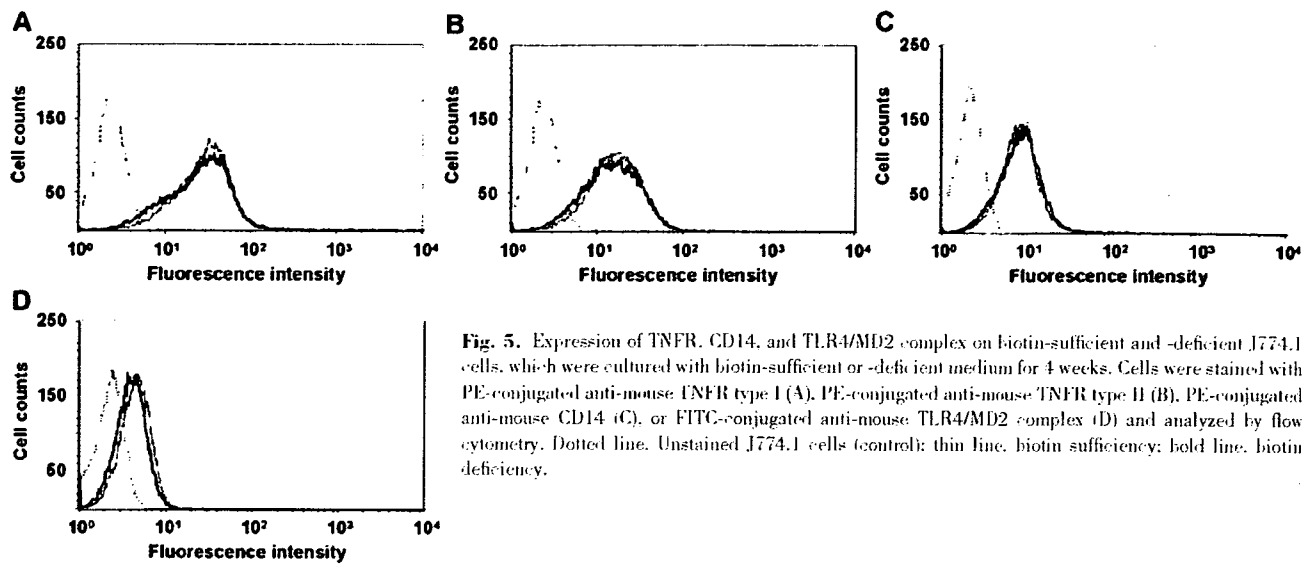 A
250
150
50
Cell counts
10⁰ 10¹ 10² 10³ 10⁴
Fluorescence intensity
B
250
150
50
Cell counts
10⁰ 10¹ 10² 10³ 10⁴
Fluorescence intensity
C
250
150
50
Cell counts
10⁰ 10¹ 10² 10³ 10⁴
Fluorescence intensity
D
250
150
50
Cell counts
10⁰ 10¹ 10² 10³ 10⁴
Fluorescence intensity
Fig. 5. Expression of TNFR, CD14, and TLR4/MD2 complex on biotin-sufficient and -deficient J774.1
cells, which were cultured with biotin-sufficient or -deficient medium for 4 weeks. Cells were stained with
PE-conjugated anti-mouse TNFR type I (A), PE-conjugated anti-mouse TNFR type II (B), PE-conjugated
anti-mouse CD14 (C), or FITC-conjugated anti-mouse TLR4/MD2 complex (D) and analyzed by flow
cytometry. Dotted line, Unstained J774.1 cells (control); thin line, biotin sufficiency; bold line, biotin
deficiency.